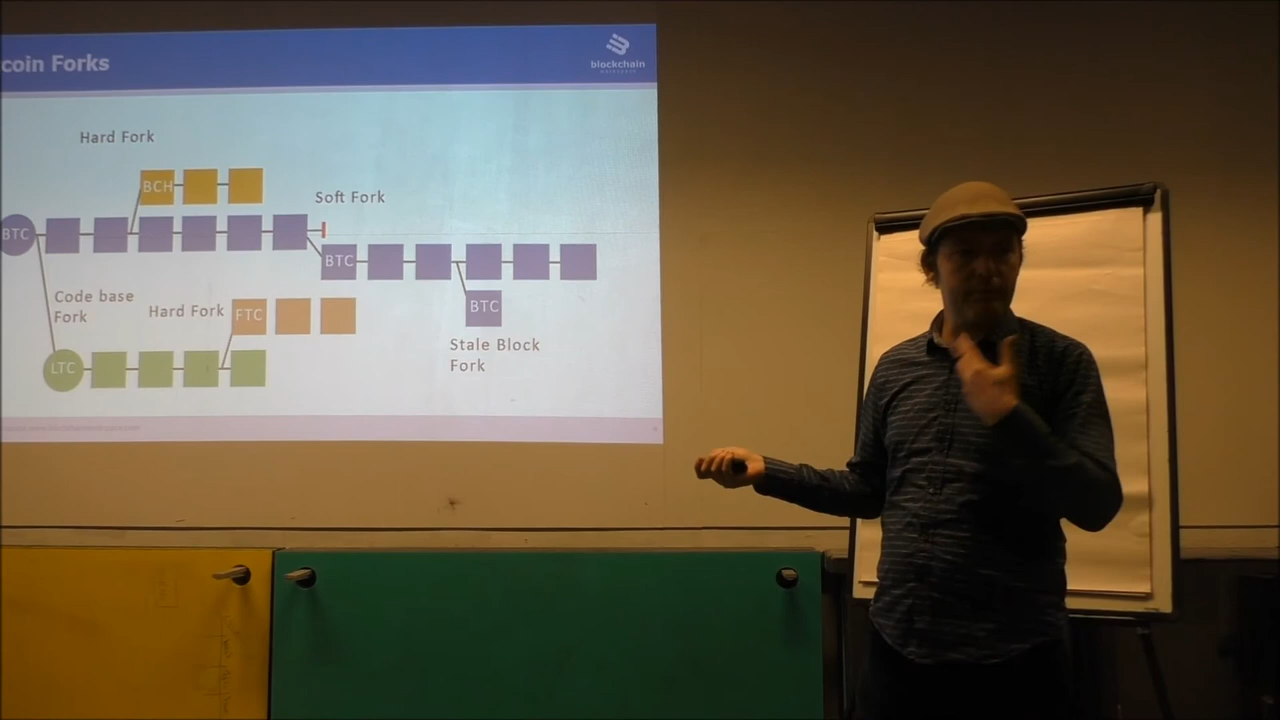 coin Forks
blockchain
Hard Fork
BCH
Soft Fork
BTC
BTC
Code base
Fork
Hard Fork
FTC
BTC
Stale Block
Fork
LTC